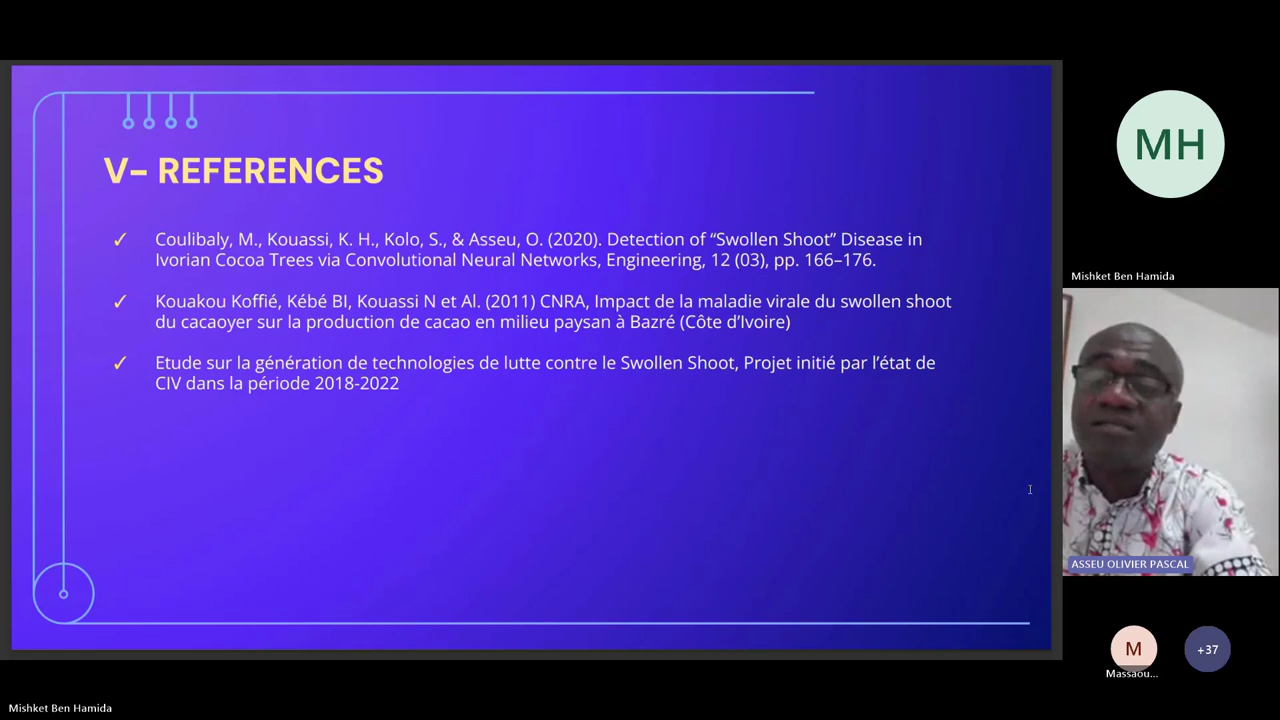 V– REFERENCES
✓ Coulibaly, M., Kouassi, K. H., Kolo, S., & Asseu, O. (2020). Detection of “Swollen Shoot” Disease in
Ivorian Cocoa Trees via Convolutional Neural Networks, Engineering, 12 (03), pp. 166–176.
✓ Kouakou Koffié, Kébé BI, Kouassi N et Al. (2011) CNRA, Impact de la maladie virale du swollen shoot
du cacaoyer sur la production de cacao en milieu paysan à Bazré (Côte d’Ivoire)
✓ Etude sur la génération de technologies de lutte contre le Swollen Shoot, Projet initié par l’état de
CIV dans la période 2018-2022
MH
Mishket Ben Hamida
ASSEU OLIVIER PASCAL
M
+37
Massaou...
Mishket Ben Hamida